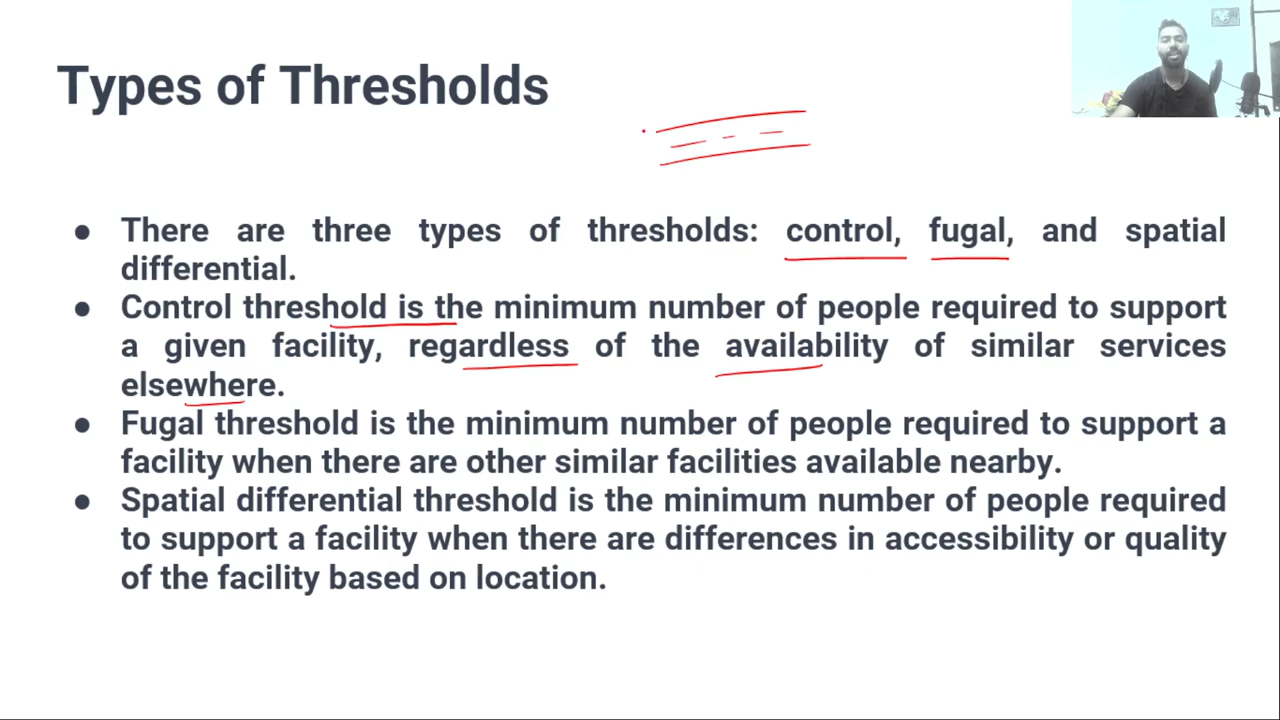 Types of Thresholds
● There are three types of thresholds: control, fugal, and spatial
differential.
● Control threshold is the minimum number of people required to support
a given facility, regardless of the availability of similar services
elsewhere.
● Fugal threshold is the minimum number of people required to support a
facility when there are other similar facilities available nearby.
● Spatial differential threshold is the minimum number of people required
to support a facility when there are differences in accessibility or quality
of the facility based on location.